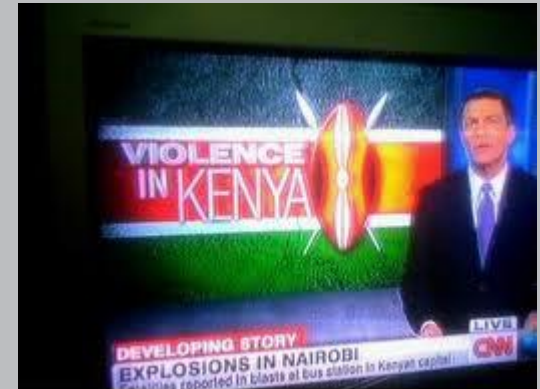 VIOLENCE
IN KENYA
LIVE
CNN
DEVELOPING STORY
EXPLOSIONS IN NAIROBI
Fatalities reported in blasts at bus station in Kenyan capital